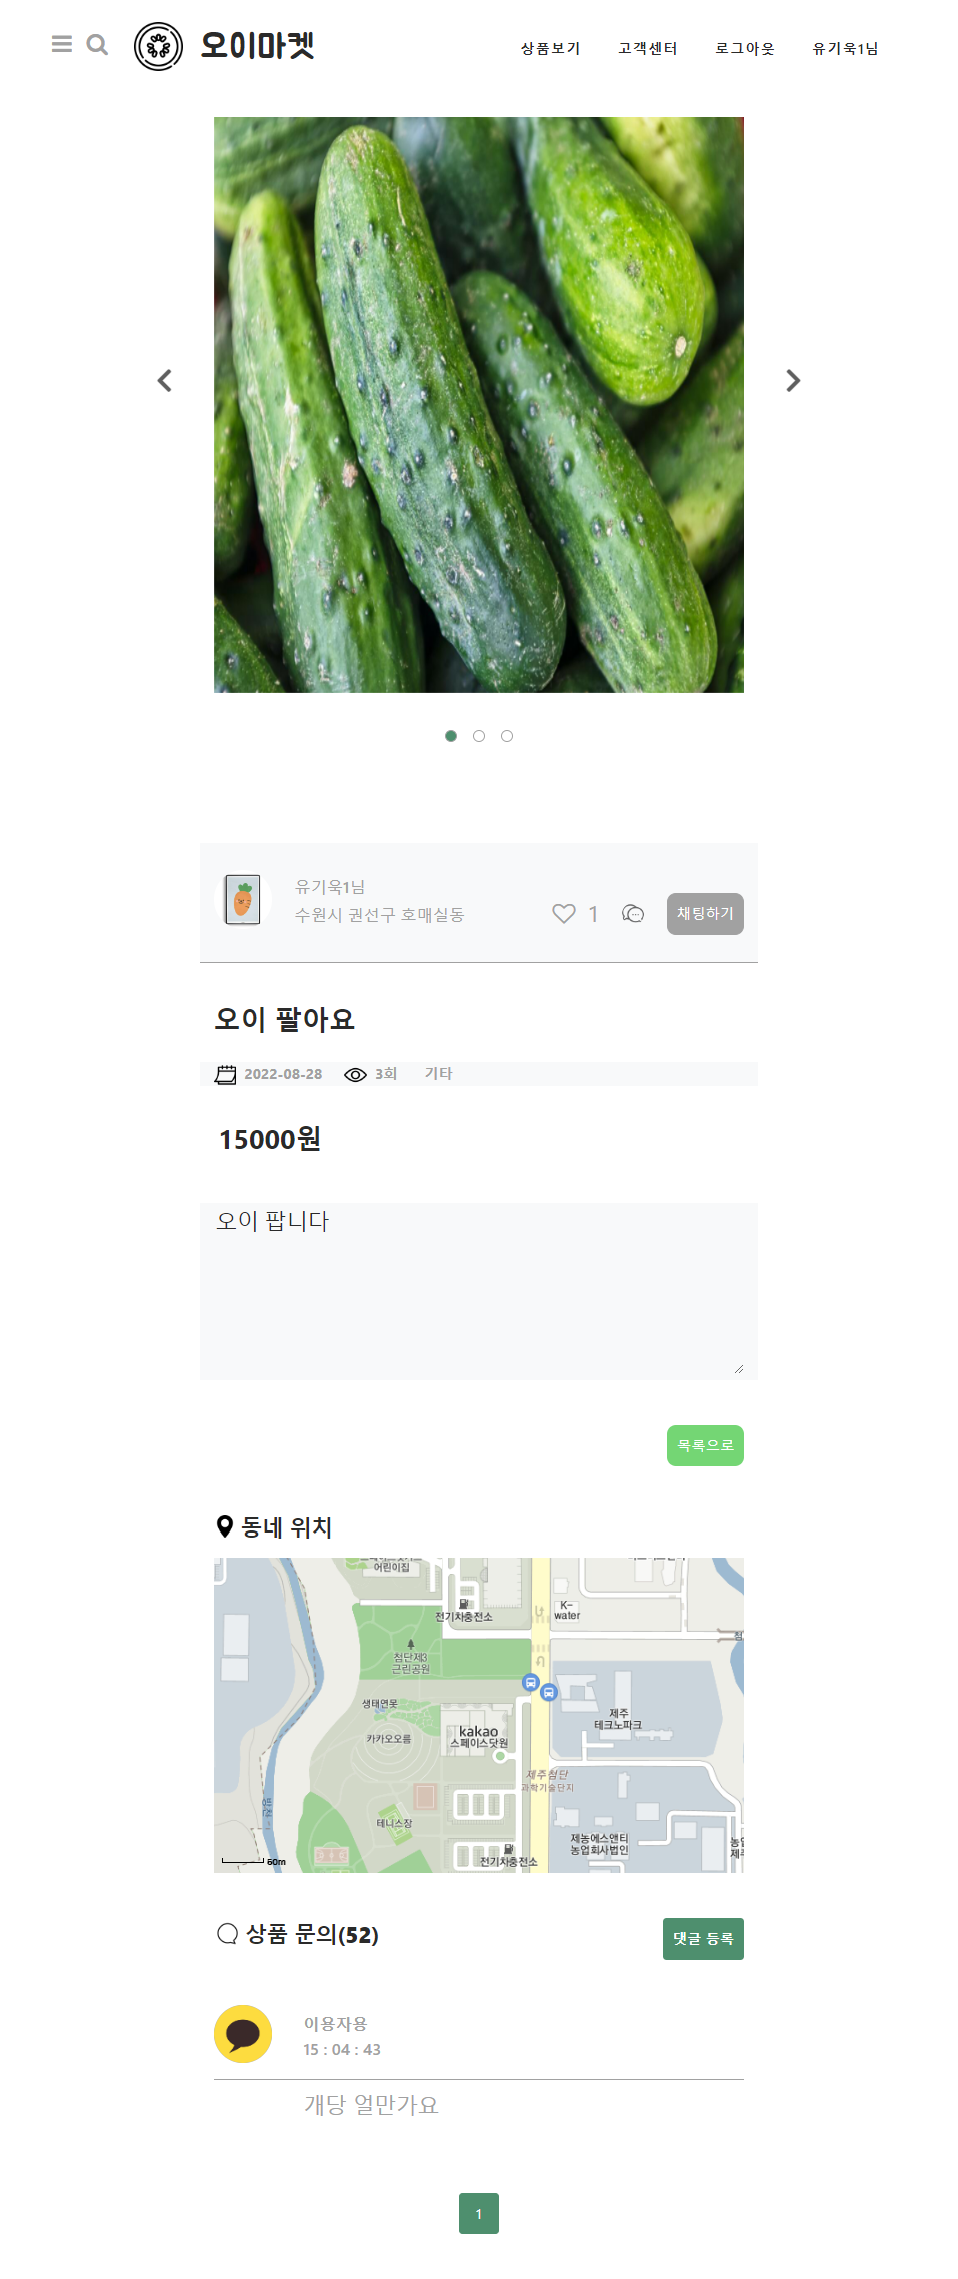 오이마켓
상품보기 고객센터 로그아웃 유기욱1님
유기욱1님
수원시 권선구 호매실동
1
채팅하기
오이 팔아요
2022-08-28 3회 기타
15000원
오이 팝니다
목록으로
동네 위치
어린이집
전기차충전소
K-
water
첨단제3
근린공원
생태연못
카카오오름
kakao
스페이스닷원
제주
테크노파크
제주첨단
과학기술단지
테니스장
제농에스앤티
농업회사법인
전기차충전소
50m
상품 문의(52)
댓글 등록
이용자용
15 : 04 : 43
개당 얼만가요
1